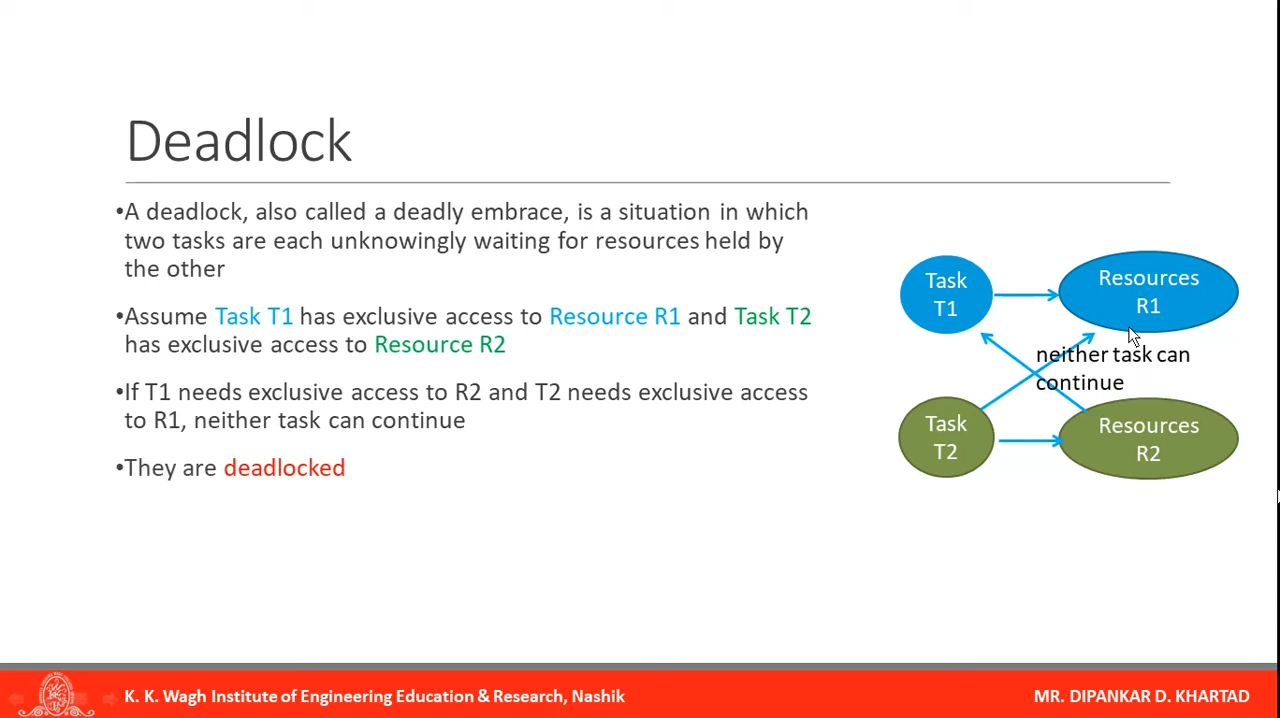 Deadlock
•A deadlock, also called a deadly embrace, is a situation in which
two tasks are each unknowingly waiting for resources held by
the other
•Assume Task T1 has exclusive access to Resource R1 and Task T2
has exclusive access to Resource R2
•If T1 needs exclusive access to R2 and T2 needs exclusive access
to R1, neither task can continue
•They are deadlocked
Task
T1
Resources
R1
neither task can
continue
Task
T2
Resources
R2
K. K. Wagh Institute of Engineering Education & Research, Nashik
MR. DIPANKAR D. KHARTAD